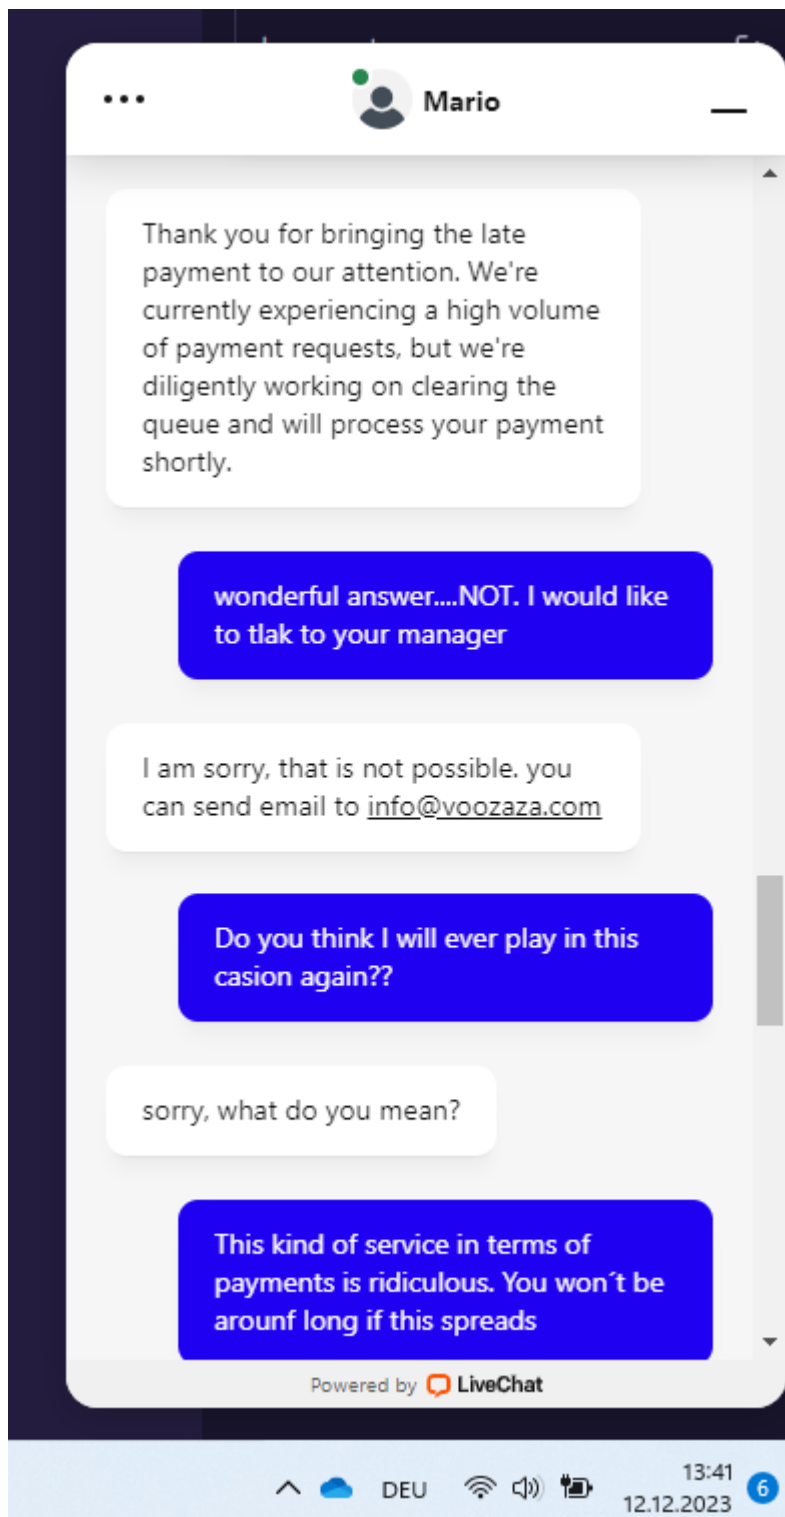 Mario
Thank you for bringing the late
payment to our attention. We're
currently experiencing a high volume
of payment requests, but we're
diligently working on clearing the
queue and will process your payment
shortly.
wonderful answer....NOT. I would like
to tlak to your manager
I am sorry, that is not possible. you
can send email to info@voozaza.com
Do you think I will ever play in this
casion again??
sorry, what do you mean?
This kind of service in terms of
payments is ridiculous. You won´t be
arounf long if this spreads
Powered by LiveChat
DEU
13:41
12.12.2023
6